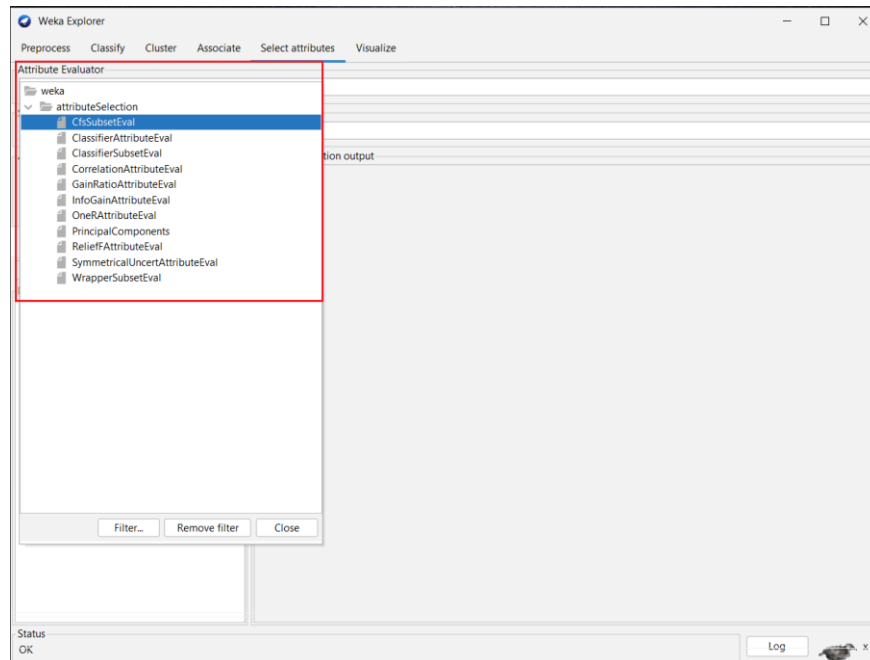 Weka Explorer
Preprocess Classify Cluster Associate Select attributes Visualize
Attribute Evaluator
weka
attributeSelection
CfsSubsetEval
ClassifierAttributeEval
ClassifierSubsetEval
tion output
CorrelationAttributeEval
GainRatioAttributeEval
InfoGainAttributeEval
OneRAttributeEval
PrincipalComponents
ReliefFAttributeEval
SymmetricalUncertAttributeEval
WrapperSubsetEval
Filter... Remove filter Close
Status
OK
Log
x